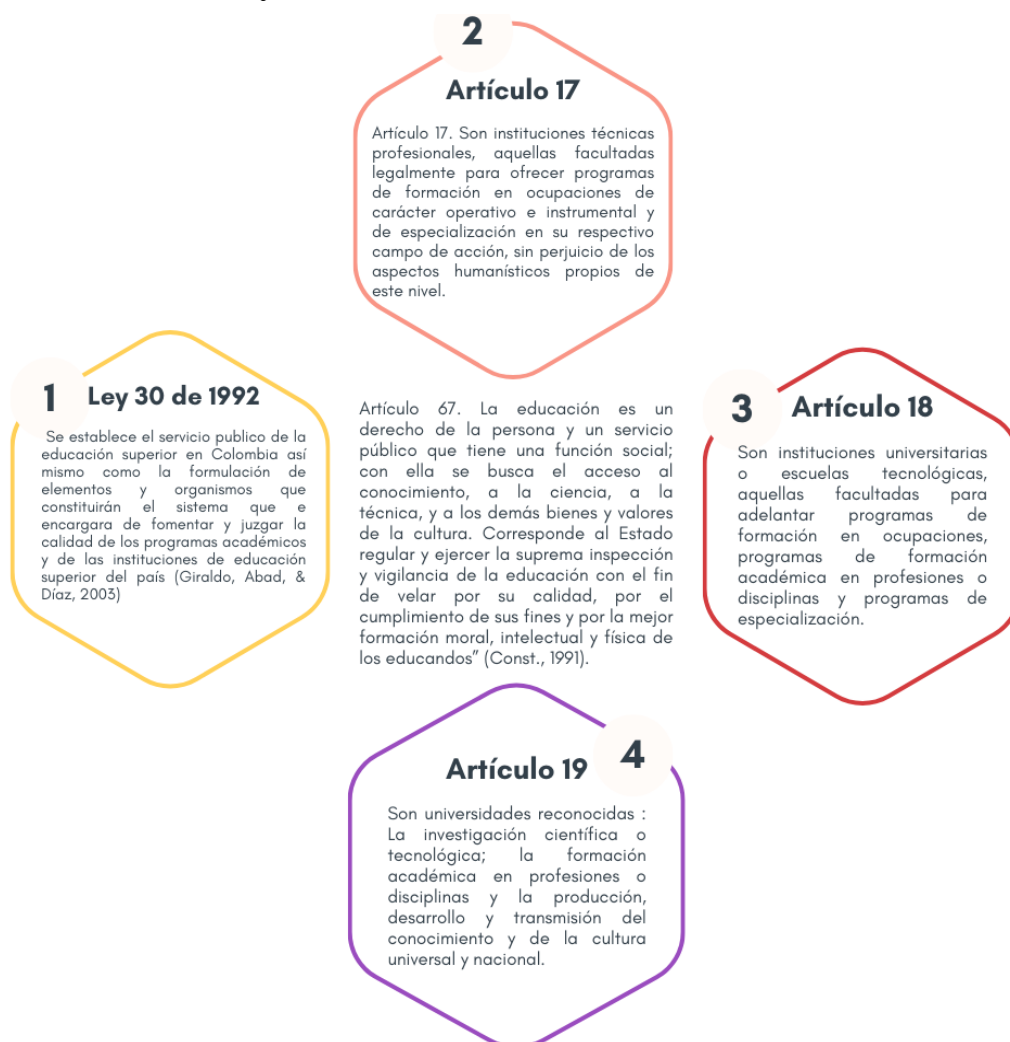 2
Artículo 17
Artículo 17. Son instituciones técnicas
profesionales, aquellas facultadas
legalmente para ofrecer programas
de formación en ocupaciones de
carácter operativo e instrumental y
de especialización en su respectivo
campo de acción, sin perjuicio de los
aspectos humanísticos propios de
este nivel.
1
Ley 30 de 1992
Se establece el servicio publico de la
educación superior en Colombia así
mismo como la formulación de
elementos y organismos que
constituirán el sistema que e
encargara de fomentar y juzgar la
calidad de los programas académicos
y de las instituciones de educación
superior del país (Giraldo, Abad, &
Díaz, 2003)
Artículo 67. La educación es un
derecho de la persona y un servicio
público que tiene una función social;
con ella se busca el acceso al
conocimiento, a la ciencia, a la
técnica, y a los demás bienes y valores
de la cultura. Corresponde al Estado
regular y ejercer la suprema inspección
y vigilancia de la educación con el fin
de velar por su calidad, por el
cumplimiento de sus fines y por la mejor
formación moral, intelectual y física de
los educandos” (Const., 1991).
3
Artículo 18
Son instituciones universitarias
o escuelas tecnológicas,
aquellas facultadas para
adelantar programas de
formación en ocupaciones,
programas de formación
académica en profesiones o
disciplinas y programas de
especialización.
Artículo 19
4
Son universidades reconocidas :
La investigación científica o
tecnológica; la formación
académica en profesiones o
disciplinas y la producción,
desarrollo y transmisión del
conocimiento y de la cultura
universal y nacional.